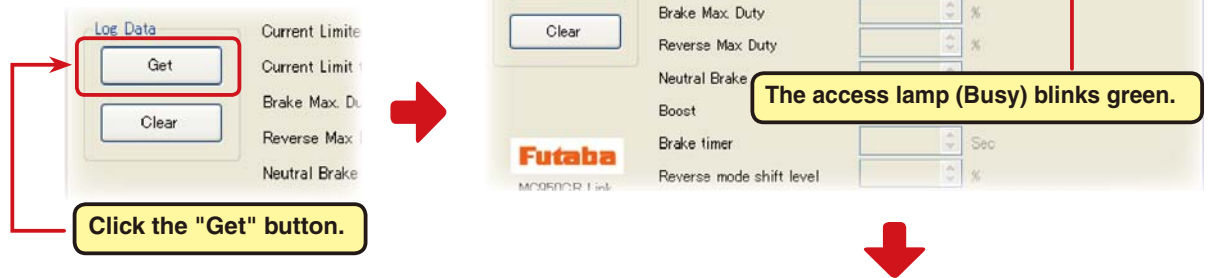 Log Data
Get
Clear
Current Limite
Current Limit
Brake Max. Du
Reverse Max
Neutral Brake
Click the "Get" button.
Clear
Brake Max. Duty %
Reverse Max Duty %
Neutral Brake
Boost
Brake timer Sec
Reverse mode shift level %
The access lamp (Busy) blinks green.
Futaba
MC950CR Link